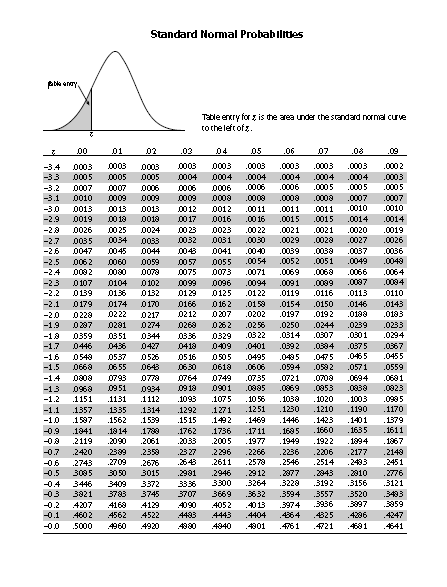 Standard Normal Probabilities
Table entry
z
Table entry for z is the area under the standard normal curve
to the left of z.
z .00 .01 .02 .03 .04 .05 .06 .07 .08 .09
−3.4 .0003 .0003 .0003 .0003 .0003 .0003 .0003 .0003 .0003 .0002
−3.3 .0005 .0005 .0005 .0004 .0004 .0004 .0004 .0004 .0004 .0003
−3.2 .0007 .0007 .0006 .0006 .0006 .0006 .0006 .0005 .0005 .0005
−3.1 .0010 .0009 .0009 .0009 .0008 .0008 .0008 .0008 .0007 .0007
−3.0 .0013 .0013 .0013 .0012 .0012 .0011 .0011 .0011 .0010 .0010
−2.9 .0019 .0018 .0018 .0017 .0016 .0016 .0015 .0015 .0014 .0014
−2.8 .0026 .0025 .0024 .0023 .0023 .0022 .0021 .0021 .0020 .0019
−2.7 .0035 .0034 .0033 .0032 .0031 .0030 .0029 .0028 .0027 .0026
−2.6 .0047 .0045 .0044 .0043 .0041 .0040 .0039 .0038 .0037 .0036
−2.5 .0062 .0060 .0059 .0057 .0055 .0054 .0052 .0051 .0049 .0048
−2.4 .0082 .0080 .0078 .0075 .0073 .0071 .0069 .0068 .0066 .0064
−2.3 .0107 .0104 .0102 .0099 .0096 .0094 .0091 .0089 .0087 .0084
−2.2 .0139 .0136 .0132 .0129 .0125 .0122 .0119 .0116 .0113 .0110
−2.1 .0179 .0174 .0170 .0166 .0162 .0158 .0154 .0150 .0146 .0143
−2.0 .0228 .0222 .0217 .0212 .0207 .0202 .0197 .0192 .0188 .0183
−1.9 .0287 .0281 .0274 .0268 .0262 .0256 .0250 .0244 .0239 .0233
−1.8 .0359 .0351 .0344 .0336 .0329 .0322 .0314 .0307 .0301 .0294
−1.7 .0446 .0436 .0427 .0418 .0409 .0401 .0392 .0384 .0375 .0367
−1.6 .0548 .0537 .0526 .0516 .0505 .0495 .0485 .0475 .0465 .0455
−1.5 .0668 .0655 .0643 .0630 .0618 .0606 .0594 .0582 .0571 .0559
−1.4 .0808 .0793 .0778 .0764 .0749 .0735 .0721 .0708 .0694 .0681
−1.3 .0968 .0951 .0934 .0918 .0901 .0885 .0869 .0853 .0838 .0823
−1.2 .1151 .1131 .1112 .1093 .1075 .1056 .1038 .1020 .1003 .0985
−1.1 .1357 .1335 .1314 .1292 .1271 .1251 .1230 .1210 .1190 .1170
−1.0 .1587 .1562 .1539 .1515 .1492 .1469 .1446 .1423 .1401 .1379
−0.9 .1841 .1814 .1788 .1762 .1736 .1711 .1685 .1660 .1635 .1611
−0.8 .2119 .2090 .2061 .2033 .2005 .1977 .1949 .1922 .1894 .1867
−0.7 .2420 .2389 .2358 .2327 .2296 .2266 .2236 .2206 .2177 .2148
−0.6 .2743 .2709 .2676 .2643 .2611 .2578 .2546 .2514 .2483 .2451
−0.5 .3085 .3050 .3015 .2981 .2946 .2912 .2877 .2843 .2810 .2776
−0.4 .3446 .3409 .3372 .3336 .3300 .3264 .3228 .3192 .3156 .3121
−0.3 .3821 .3783 .3745 .3707 .3669 .3632 .3594 .3557 .3520 .3483
−0.2 .4207 .4168 .4129 .4090 .4052 .4013 .3974 .3936 .3897 .3859
−0.1 .4602 .4562 .4522 .4483 .4443 .4404 .4364 .4325 .4286 .4247
−0.0 .5000 .4960 .4920 .4880 .4840 .4801 .4761 .4721 .4681 .4641